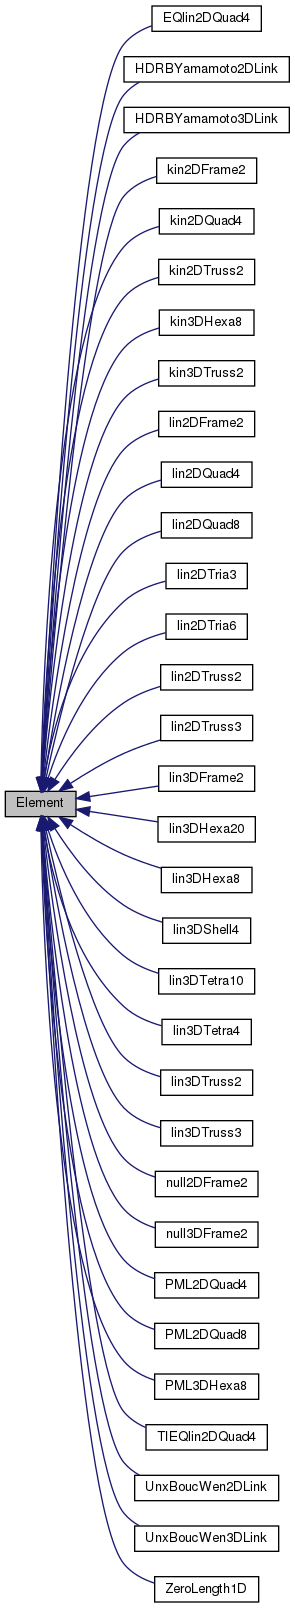 EQlin2DQuad4
HDRBYamamoto2DLink
HDRBYamamoto3DLink
kin2DFrame2
kin2DQuad4
kin2DTruss2
kin3DHexa8
kin3DTruss2
lin2DFrame2
lin2DQuad4
lin2DQuad8
lin2DTria3
lin2DTria6
lin2DTruss2
lin2DTruss3
lin3DFrame2
Element
lin3DHexa20
lin3DHexa8
lin3DShell4
lin3DTetra10
lin3DTetra4
lin3DTruss2
lin3DTruss3
null2DFrame2
null3DFrame2
PML2DQuad4
PML2DQuad8
PML3DHexa8
TIEQlin2DQuad4
UnxBoucWen2DLink
UnxBoucWen3DLink
ZeroLength1D